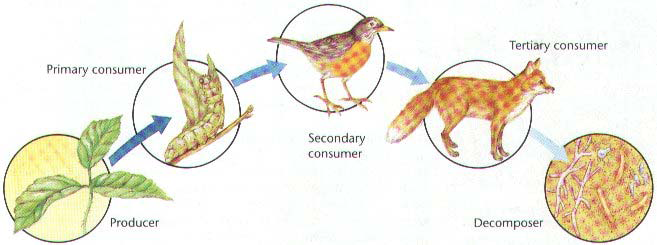 Producer
Primary consumer
Secondary
consumer
Tertiary consumer
Decomposer